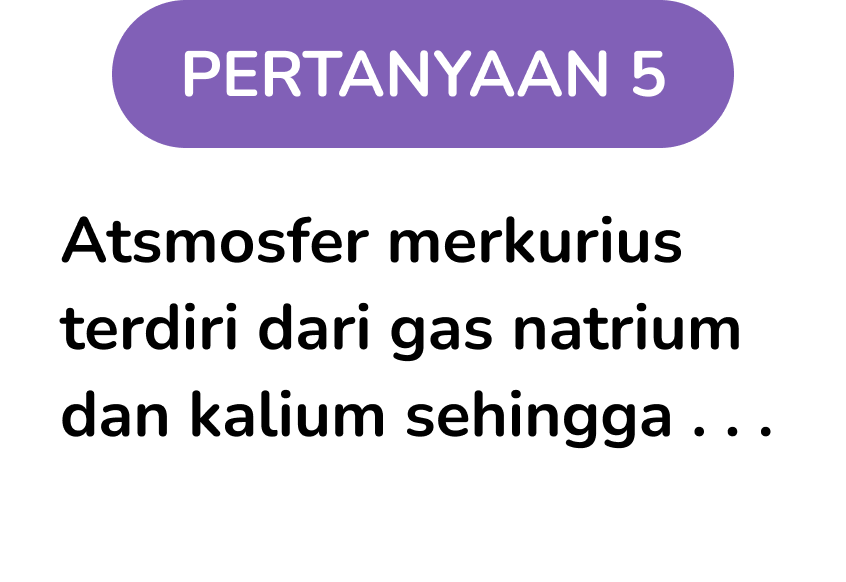 PERTANYAAN 5
Atsmosfer merkurius
terdiri dari gas natrium
dan kalium sehingga . . .